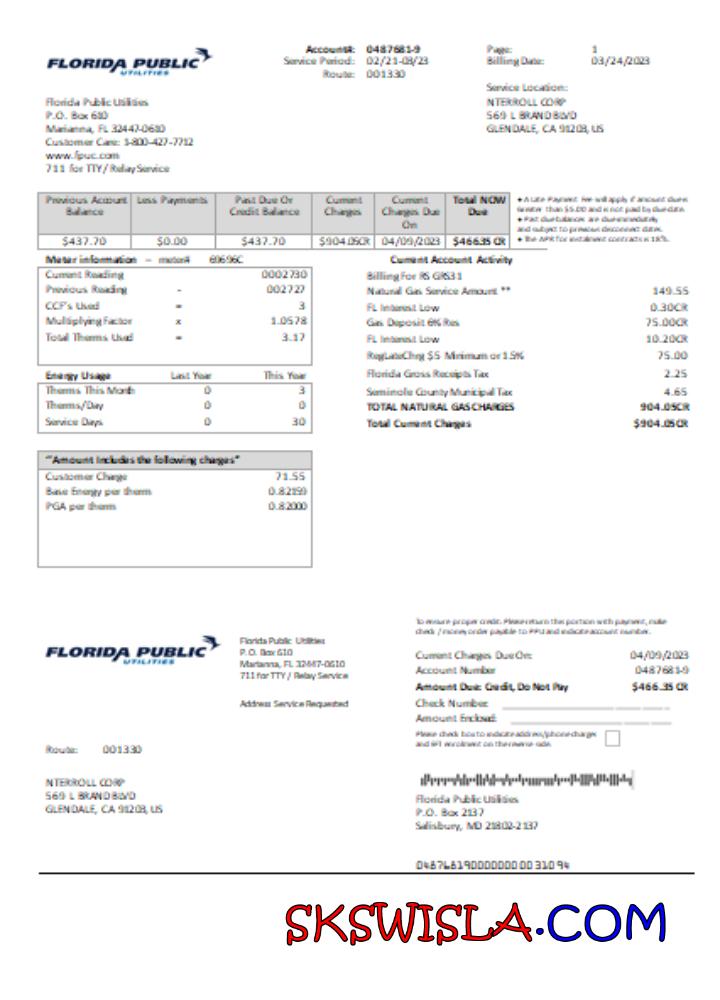 FLORIDA PUBLIC
UTILITIES
Account#: 0487681-9
Service Period: 02/21-03/23
Route: 001330
Page: 1
Billing Date: 03/24/2023
Service Location:
NTERROLL CORP
569 L BRAND BLVD
GLENDALE, CA 91203, US
Florida Public Utilities
P.O. Box 610
Marianna, FL 32447-0610
Customer Care: 1-800-427-7712
www.fpuc.com
711 for TTY/ Relay Service
Previous Account Balance Less Payments Past Due Or Credit Balance Current Charges Current Charges Due On Total NOW Due
$437.70 $0.00 $437.70 $904.05CR 04/09/2023 $466.35 CR
• A Late Payment Fee will apply if amount due is
Greater than $5.00 and is not paid by due date.
• Past due balances are due immediately
and subject to previous disconnect dates.
• The APR for instalment contracts is 18%.
Meter information – meter# 69696C
Current Reading 0002730
Previous Reading - 002727
CCF's Used = 3
Multiplying Factor x 1.0578
Total Therms Used = 3.17
Energy Usage Last Year This Year
Therms This Month 0 3
Therms/Day 0 0
Service Days 0 30
"Amount Includes the following charges"
Customer Charge 71.55
Base Energy per therm 0.82159
PGA per therm 0.82000
Current Account Activity
Billing For RS GRS31
Natural Gas Service Amount ** 149.55
FL Interest Low 0.30CR
Gas Deposit 6% Res 75.00CR
FL Interest Low 10.20CR
RegLateChrg $5 Minimum or 1.5% 75.00
Florida Gross Receipts Tax 2.25
Seminole County Municipal Tax 4.65
TOTAL NATURAL GAS CHARGES 904.05CR
Total Current Charges $904.05CR
FLORIDA PUBLIC
UTILITIES
Florida Public Utilities
P.O. Box 610
Marianna, FL 32447-0610
711 for TTY / Relay Service
Address Service Requested
To ensure proper credit. Please return this portion with payment, make
check / money order payable to FPU and indicate account number.
Current Charges Due On: 04/09/2023
Account Number 0487681-9
Amount Due: Credit, Do Not Pay $466.35 CR
Check Number:
Amount Enclosed:
Please check box to indicate address/phone changes
and EFT enrolment on the reverse side.
Route: 001330
NTERROLL CORP
569 L BRAND BLVD
GLENDALE, CA 91203, US
Florida Public Utilities
P.O. Box 2137
Salisbury, MD 21802-2137
SKSWISLA.COM